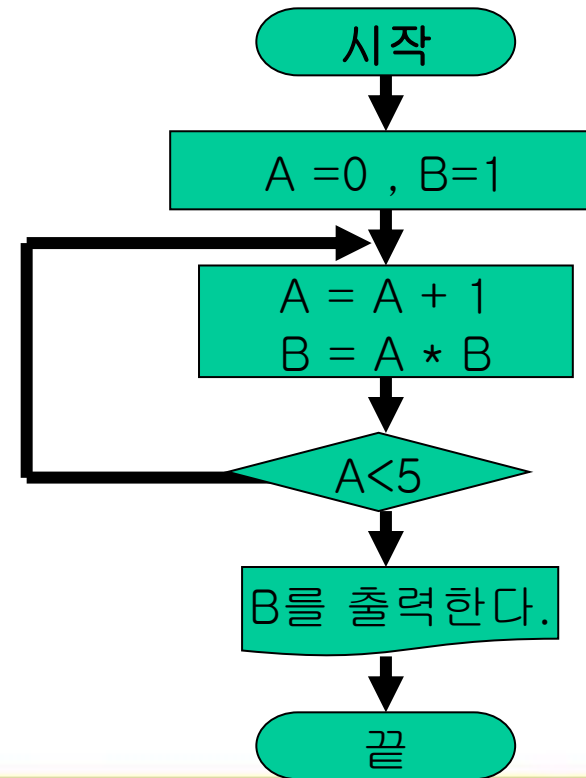 시작
A =0 , B=1
A = A + 1
B = A * B
A<5
B를 출력한다.
끝